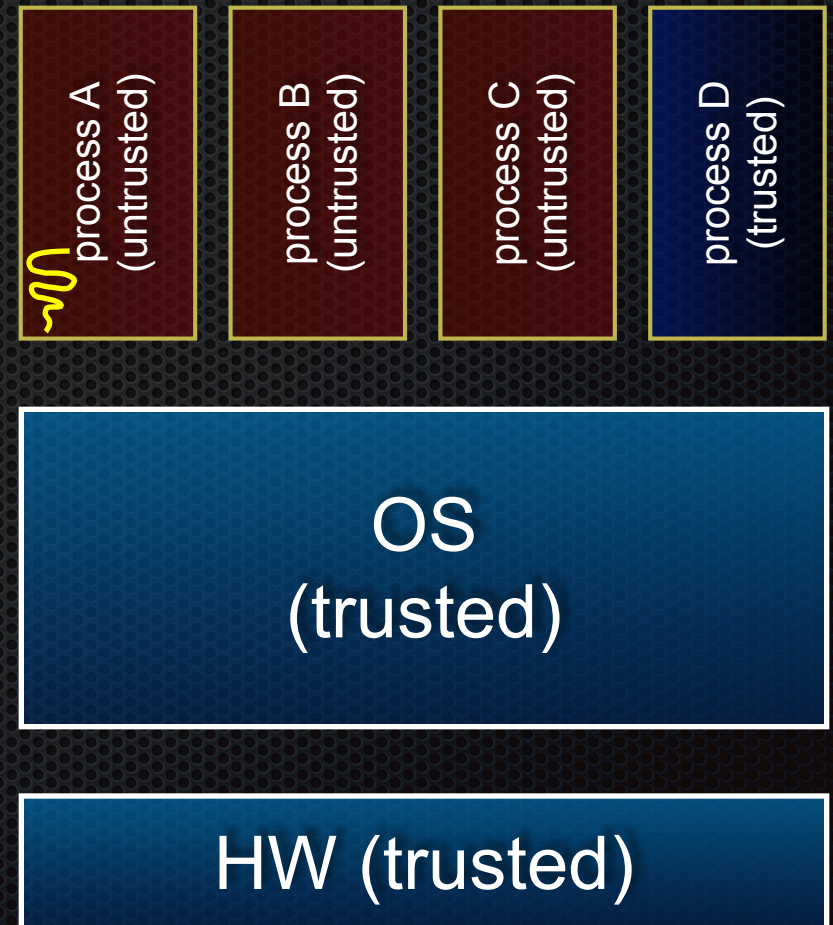 process A
(untrusted)
process B
(untrusted)
process C
(untrusted)
process D
(trusted)
OS
(trusted)
HW (trusted)